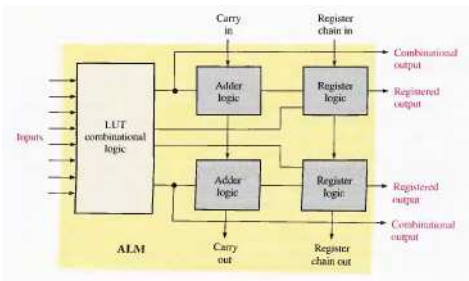 Carry
in
Register
chain in
Combinational
output
Adder
logic
Register
logic
Registered
output
LUT
combinational
logic
Inputs
Adder
logic
Register
logic
Registered
output
Combinational
output
ALM
Carry
out
Register
chain out